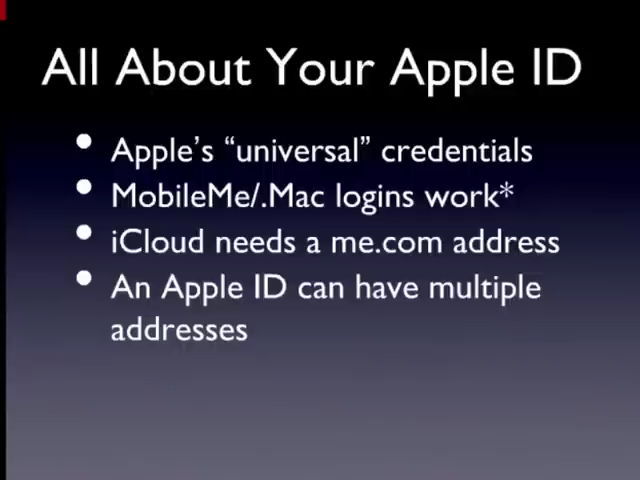 All About Your Apple ID
• Apple’s “universal” credentials
• MobileMe/.Mac logins work*
• iCloud needs a me.com address
• An Apple ID can have multiple
addresses